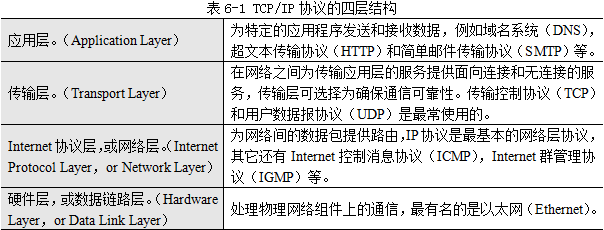 表 6-1 TCP/IP 协议的四层结构
应用层。（Application Layer）
为特定的应用程序发送和接收数据，例如域名系统（DNS），
超文本传输协议（HTTP）和简单邮件传输协议（SMTP）等。
传输层。（Transport Layer）
在网络之间为传输应用层的服务提供面向连接和无连接的服
务，传输层可选择为确保通信可靠性。传输控制协议（TCP）
和用户数据报协议（UDP）是最常使用的。
Internet 协议层，或网络层。（Internet
Protocol Layer，or Network Layer）
为网络间的数据包提供路由，IP 协议是最基本的网络层协议，
其它还有 Internet 控制消息协议（ICMP），Internet 群管理协
议（IGMP）等。
硬件层，或数据链路层。（Hardware
Layer，or Data Link Layer）
处理物理网络组件上的通信，最有名的是以太网（Ethernet）。